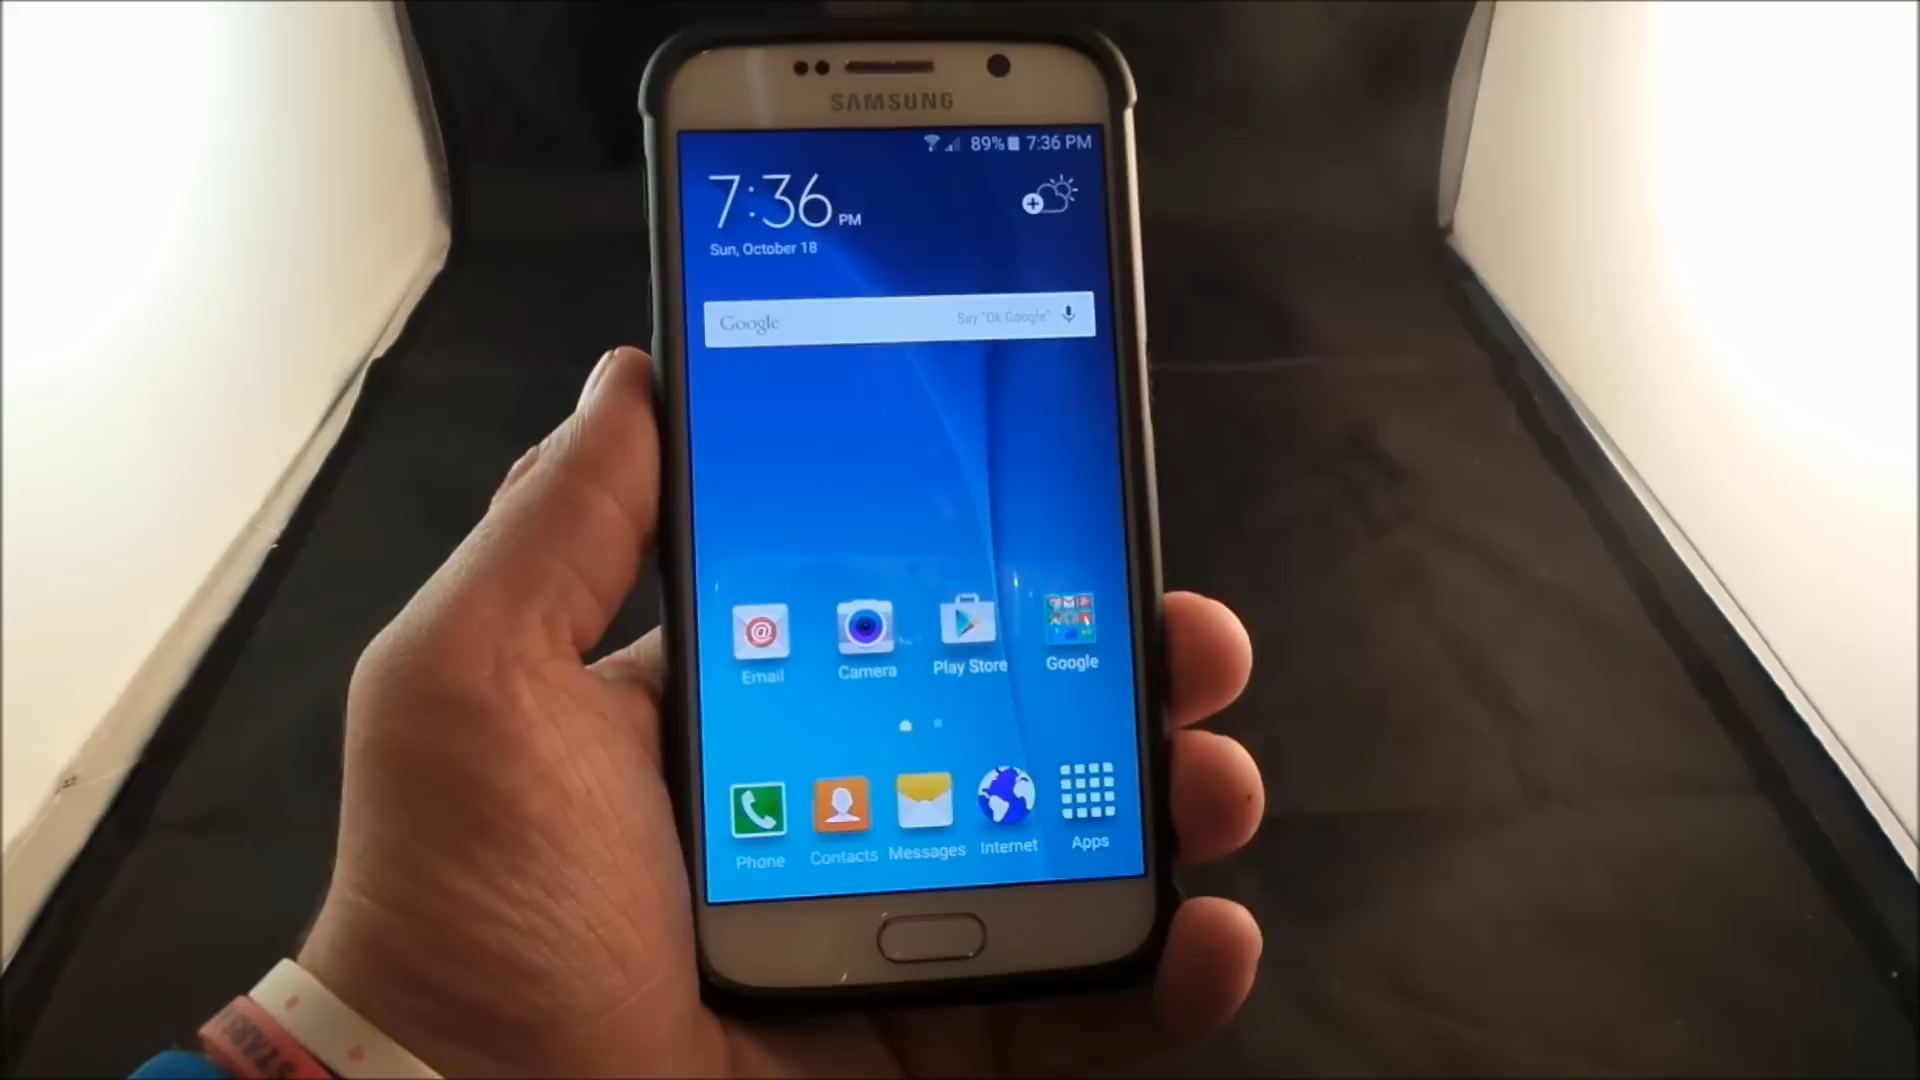 SAMSUNG
89% 7:36 PM
7:36 PM
Sun, October 18
Google Say "Ok Google"
Email Camera Play Store Google
Phone Contacts Messages Internet Apps